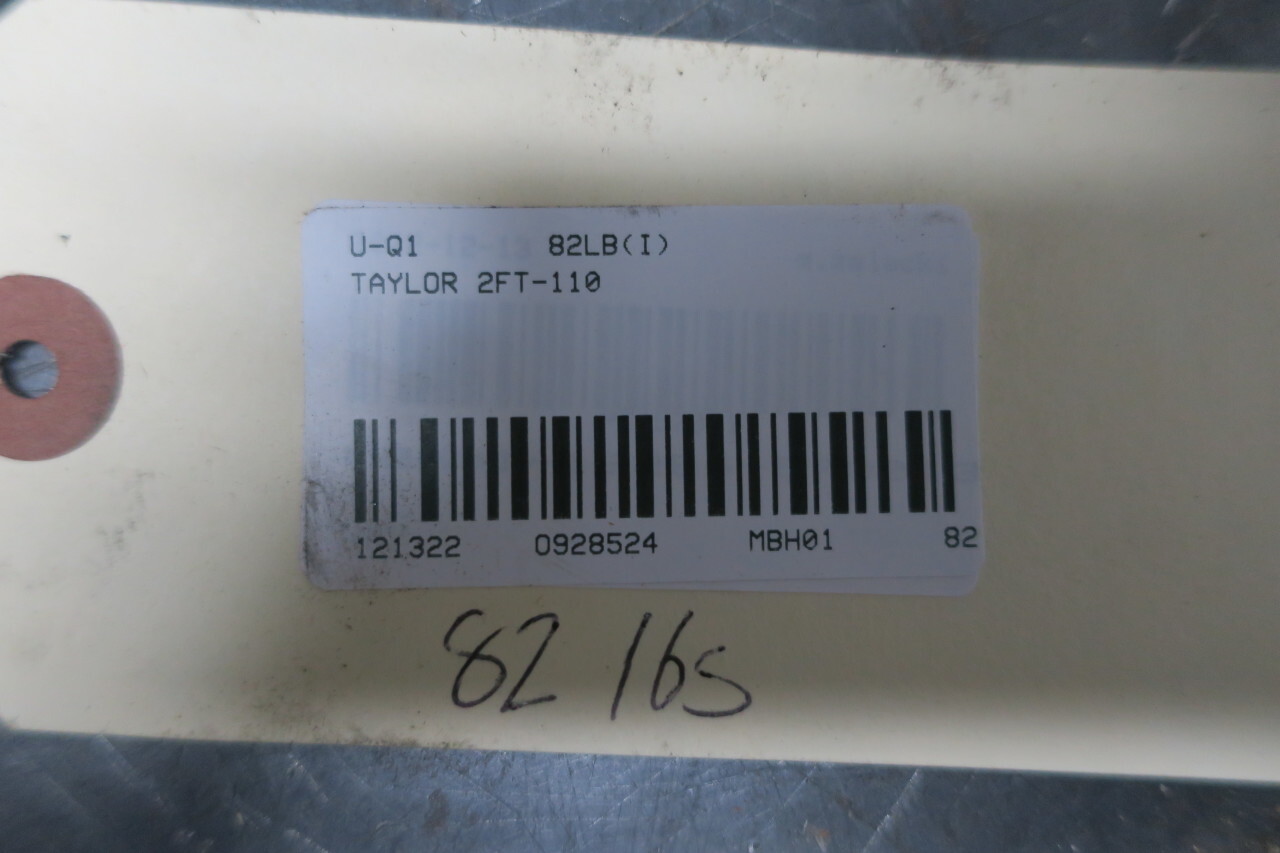 U-Q1 82LB(I)
TAYLOR 2FT-110
121322 0928524 MBH01 82
82 lbs